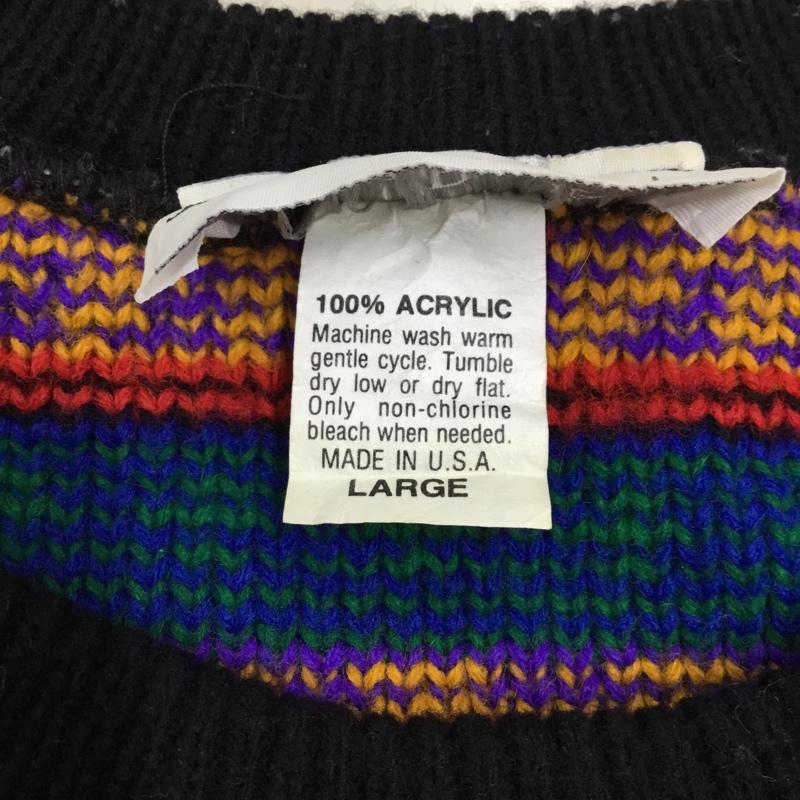 100% ACRYLIC
Machine wash warm
gentle cycle. Tumble
dry low or dry flat.
Only non-chlorine
bleach when needed.
MADE IN U.S.A.
LARGE